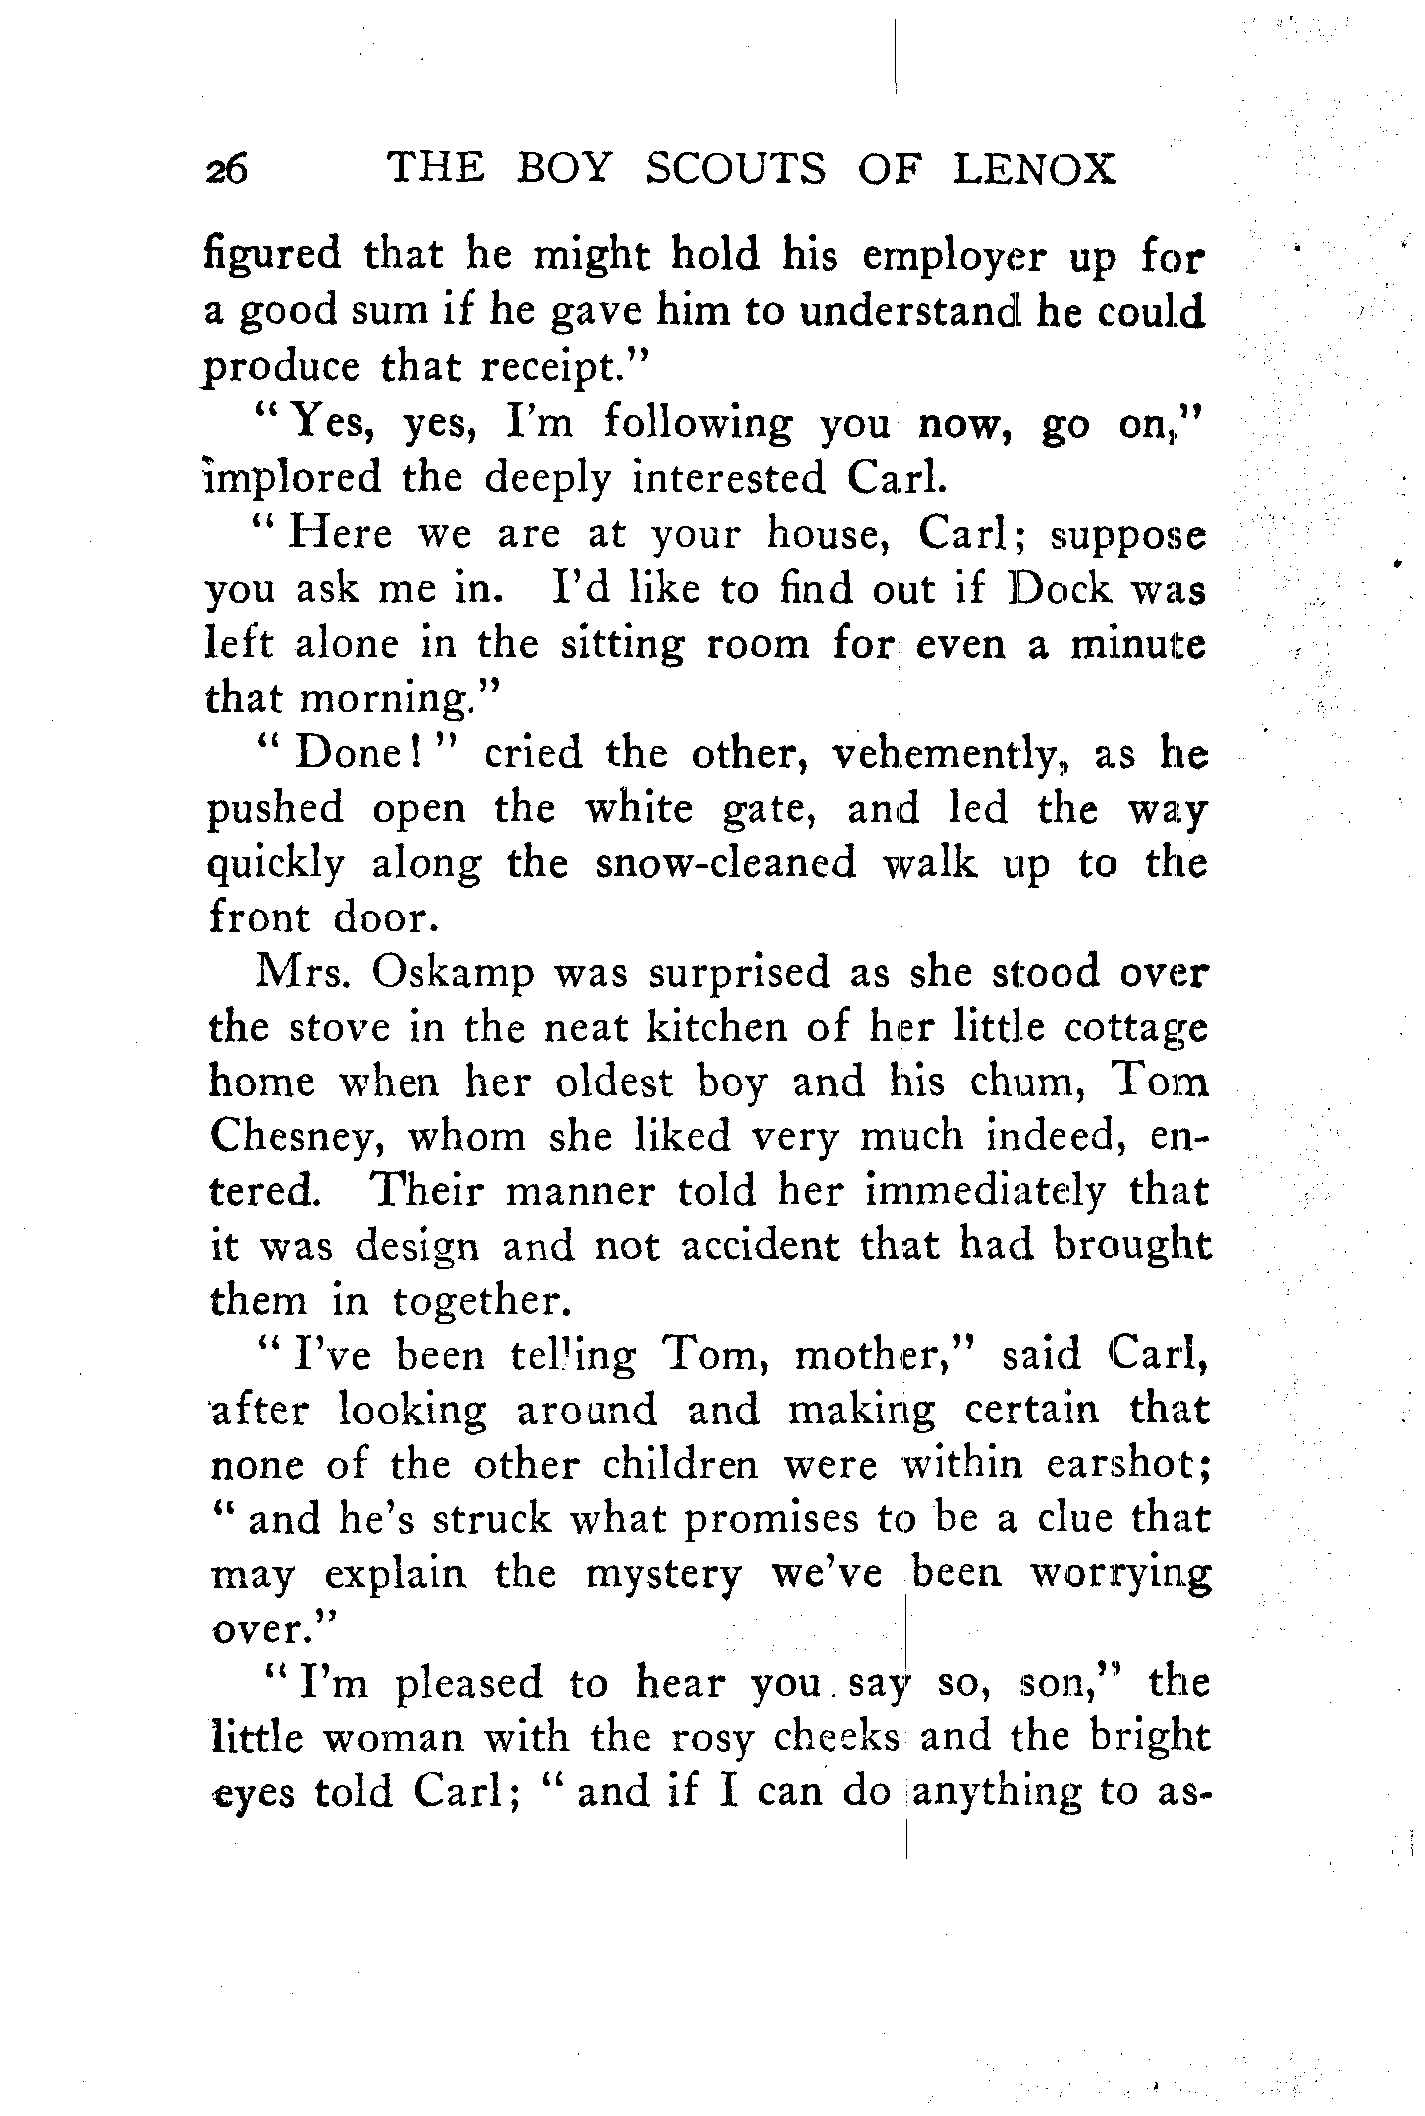 26 THE BOY SCOUTS OF LENOX
figured that he might hold his employer up for
a good sum if he gave him to understand he could
produce that receipt."
" Yes, yes, I'm following you now, go on,"
implored the deeply interested Carl.
" Here we are at your house, Carl; suppose
you ask me in. I'd like to find out if Dock was
left alone in the sitting room for even a minute
that morning."
" Done! " cried the other, vehemently, as he
pushed open the white gate, and led the way
quickly along the snow-cleaned walk up to the
front door.
Mrs. Oskamp was surprised as she stood over
the stove in the neat kitchen of her little cottage
home when her oldest boy and his chum, Tom
Chesney, whom she liked very much indeed, en-
tered. Their manner told her immediately that
it was design and not accident that had brought
them in together.
" I've been telling Tom, mother," said Carl,
after looking around and making certain that
none of the other children were within earshot;
" and he's struck what promises to be a clue that
may explain the mystery we've been worrying
over."
" I'm pleased to hear you say so, son," the
little woman with the rosy cheeks and the bright
eyes told Carl; " and if I can do anything to as-